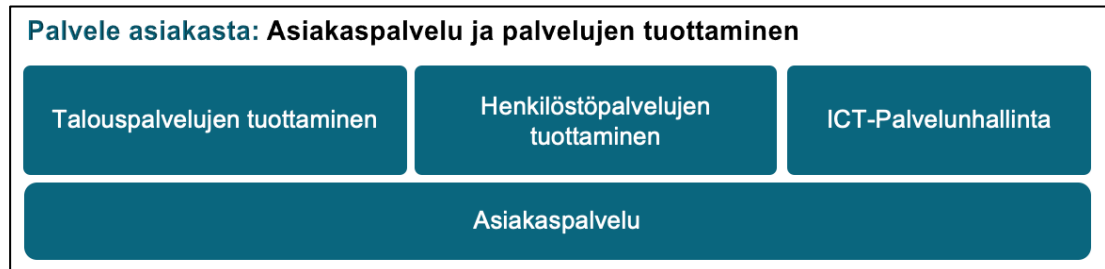 Palvele asiakasta: Asiakaspalvelu ja palvelujen tuottaminen
Talouspalvelujen tuottaminen
Henkilöstöpalvelujen
tuottaminen
ICT-Palvelunhallinta
Asiakaspalvelu